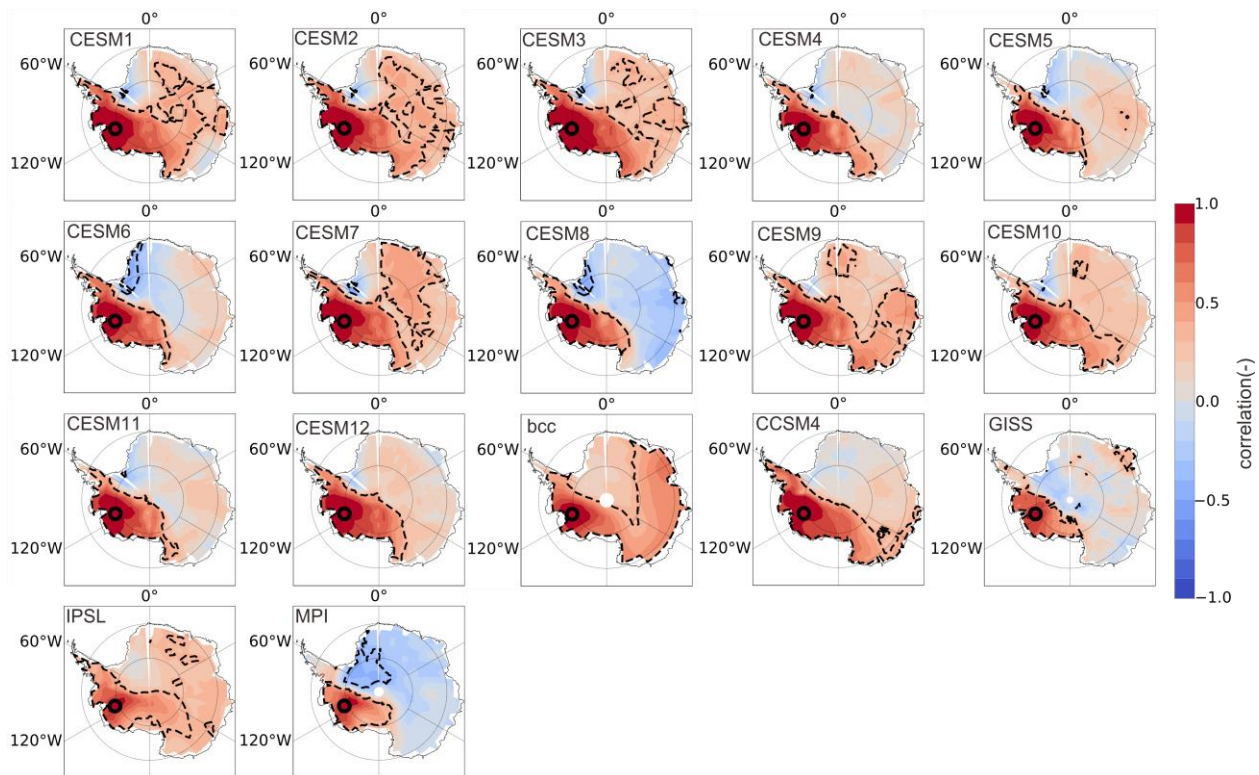 0° 0° 0° 0° 0°
CESM1 CESM2 CESM3 CESM4 CESM5
60°W 60°W 60°W 60°W 60°W
120°W 120°W 120°W 120°W 120°W
0° 0° 0° 0° 0°
CESM6 CESM7 CESM8 CESM9 CESM10
60°W 60°W 60°W 60°W 60°W
120°W 120°W 120°W 120°W 120°W
0° 0° 0° 0° 0°
CESM11 CESM12 bcc CCSM4 GISS
60°W 60°W 60°W 60°W 60°W
120°W 120°W 120°W 120°W 120°W
0° 0°
IPSL MPI
60°W 60°W
120°W 120°W
1.0
0.5
0.0
−0.5
−1.0
correlation(-)